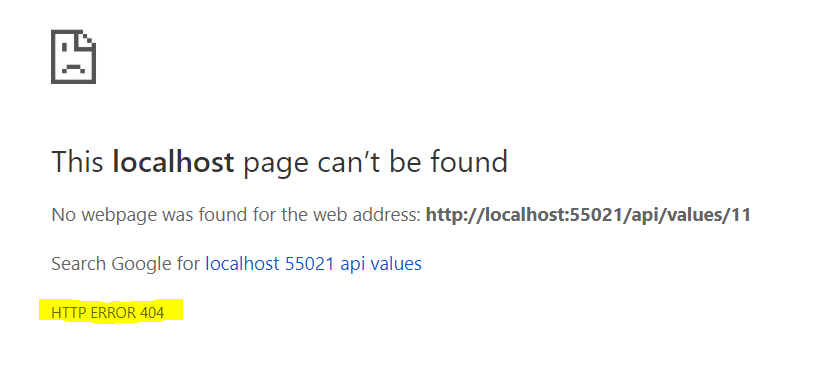 This localhost page can’t be found
No webpage was found for the web address: http://localhost:55021/api/values/11
Search Google for localhost 55021 api values
HTTP ERROR 404